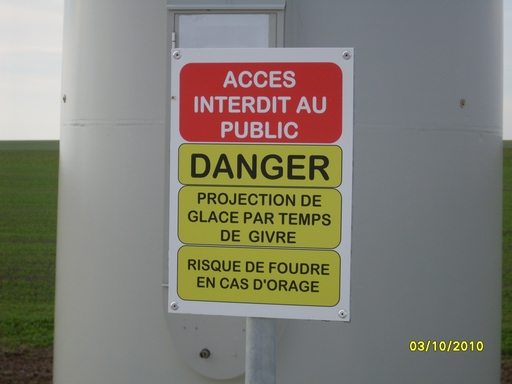 ACCES
INTERDIT AU
PUBLIC
DANGER
PROJECTION DE
GLACE PAR TEMPS
DE GIVRE
RISQUE DE FOUDRE
EN CAS D'ORAGE
03/10/2010